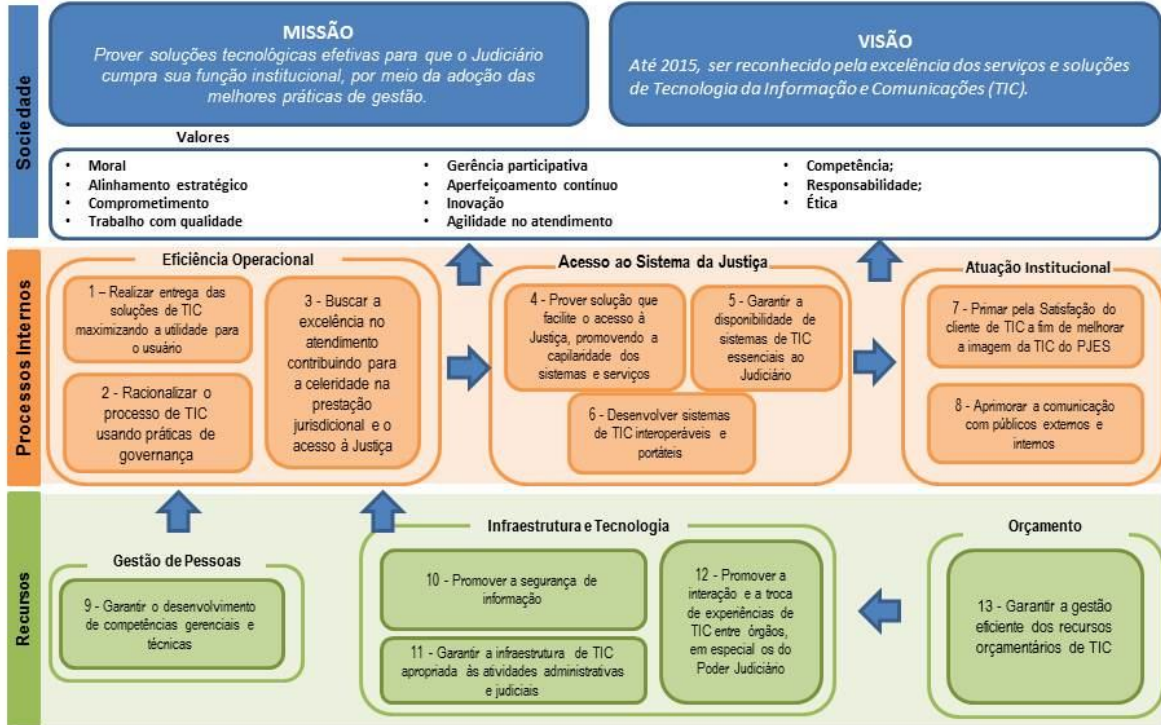 Sociedade
MISSÃO
Prover soluções tecnológicas efetivas para que o Judiciário
cumpra sua função institucional, por meio da adoção das
melhores práticas de gestão.
VISÃO
Até 2015, ser reconhecido pela excelência dos serviços e soluções
de Tecnologia da Informação e Comunicações (TIC).
Valores
• Moral
• Alinhamento estratégico
• Comprometimento
• Trabalho com qualidade
• Gerência participativa
• Aperfeiçoamento contínuo
• Inovação
• Agilidade no atendimento
• Competência;
• Responsabilidade;
• Ética
Processos Internos
Eficiência Operacional
1 – Realizar entrega das
soluções de TIC
maximizando a utilidade para
o usuário
2 - Racionalizar o
processo de TIC
usando práticas de
governança
3 - Buscar a
excelência no
atendimento
contribuindo para
a celeridade na
prestação
jurisdicional e o
acesso à Justiça
Acesso ao Sistema da Justiça
4 - Prover solução que
facilite o acesso à
Justiça, promovendo a
capilaridade dos
sistemas e serviços
5 - Garantir a
disponibilidade de
sistemas de TIC
essenciais ao
Judiciário
6 - Desenvolver sistemas
de TIC interoperáveis e
portáteis
Atuação Institucional
7 - Primar pela Satisfação do
cliente de TIC a fim de melhorar
a imagem da TIC do PJES
8 - Aprimorar a comunicação
com públicos externos e
internos
Recursos
Gestão de Pessoas
9 - Garantir o desenvolvimento
de competências gerenciais e
técnicas
Infraestrutura e Tecnologia
10 - Promover a segurança de
informação
11 - Garantir a infraestrutura de TIC
apropriada às atividades administrativas
e judiciais
12 - Promover a
interação e a troca
de experiências de
TIC entre órgãos,
em especial os do
Poder Judiciário
Orçamento
13 - Garantir a gestão
eficiente dos recursos
orçamentários de TIC